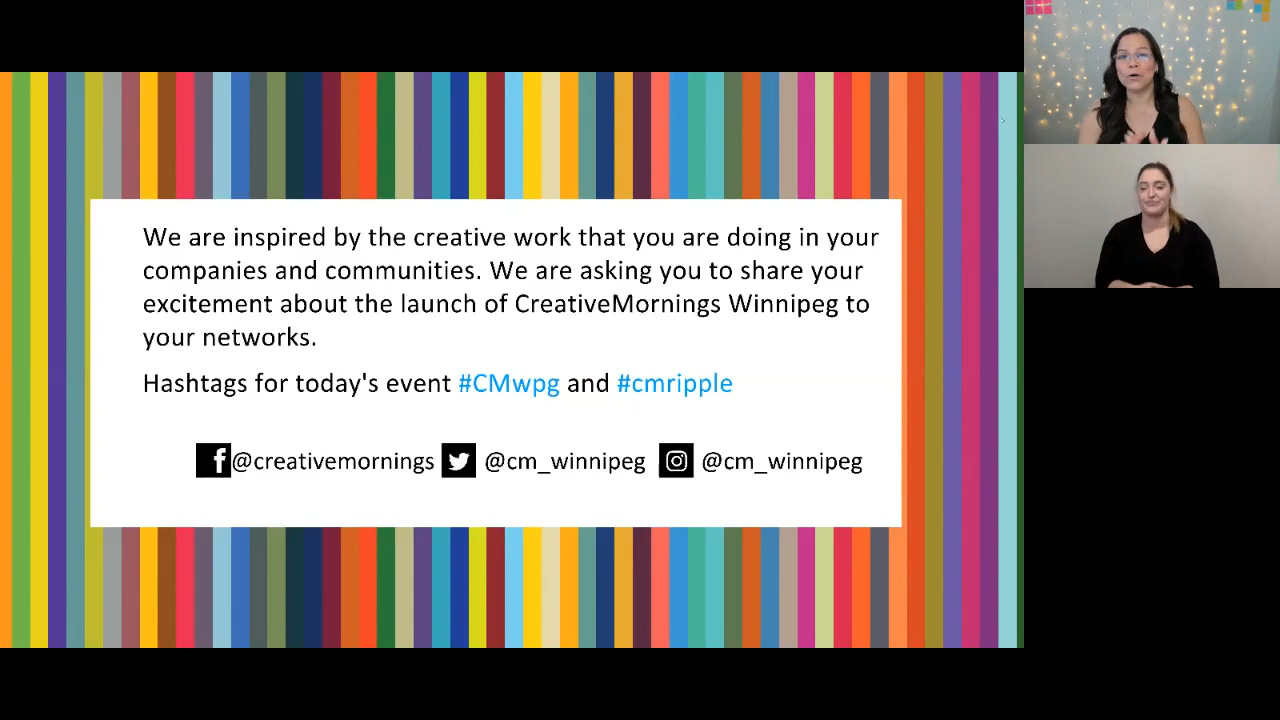 We are inspired by the creative work that you are doing in your
companies and communities. We are asking you to share your
excitement about the launch of CreativeMornings Winnipeg to
your networks.
Hashtags for today's event #CMwpg and #cmripple
@creativemornings @cm_winnipeg @cm_winnipeg